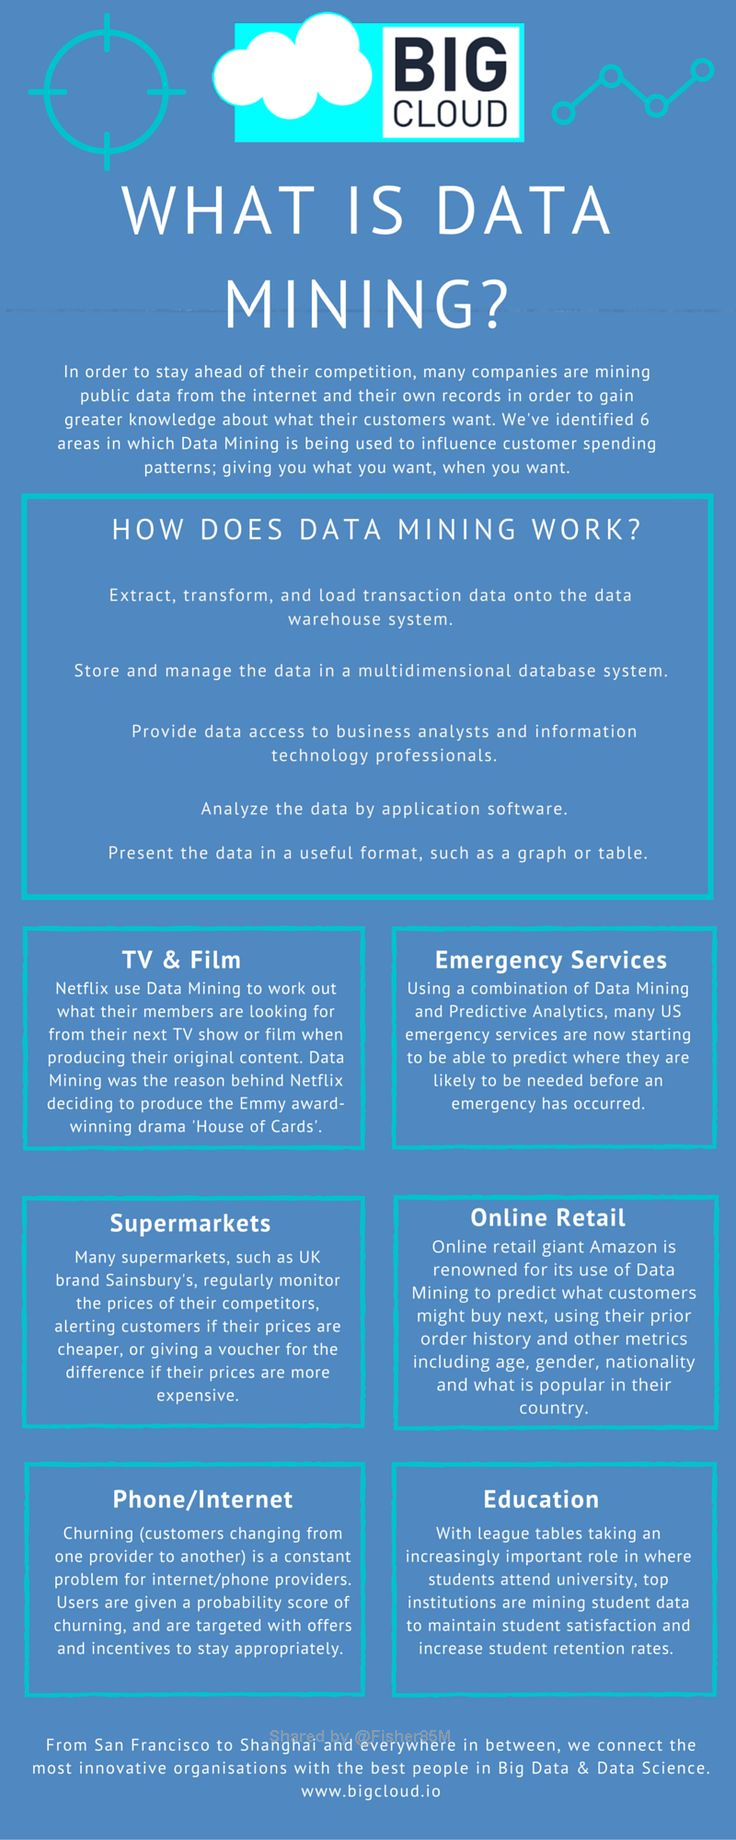 BIG
CLOUD
WHAT IS DATA
MINING?
In order to stay ahead of their competition, many companies are mining
public data from the internet and their own records in order to gain
greater knowledge about what their customers want. We've identified 6
areas in which Data Mining is being used to influence customer spending
patterns; giving you what you want, when you want.
HOW DOES DATA MINING WORK?
Extract, transform, and load transaction data onto the data
warehouse system.
Store and manage the data in a multidimensional database system.
Provide data access to business analysts and information
technology professionals.
Analyze the data by application software.
Present the data in a useful format, such as a graph or table.
TV & Film
Netflix use Data Mining to work out
what their members are looking for
from their next TV show or film when
producing their original content. Data
Mining was the reason behind Netflix
deciding to produce the Emmy award-
winning drama 'House of Cards'.
Emergency Services
Using a combination of Data Mining
and Predictive Analytics, many US
emergency services are now starting
to be able to predict where they are
likely to be needed before an
emergency has occurred.
Supermarkets
Many supermarkets, such as UK
brand Sainsbury's, regularly monitor
the prices of their competitors,
alerting customers if their prices are
cheaper, or giving a voucher for the
difference if their prices are more
expensive.
Online Retail
Online retail giant Amazon is
renowned for its use of Data
Mining to predict what customers
might buy next, using their prior
order history and other metrics
including age, gender, nationality
and what is popular in their
country.
Phone/Internet
Churning (customers changing from
one provider to another) is a constant
problem for internet/phone providers.
Users are given a probability score of
churning, and are targeted with offers
and incentives to stay appropriately.
Education
With league tables taking an
increasingly important role in where
students attend university, top
institutions are mining student data
to maintain student satisfaction and
increase student retention rates.
Shared by @Fisher85M
From San Francisco to Shanghai and everywhere in between, we connect the
most innovative organisations with the best people in Big Data & Data Science.
www.bigcloud.io